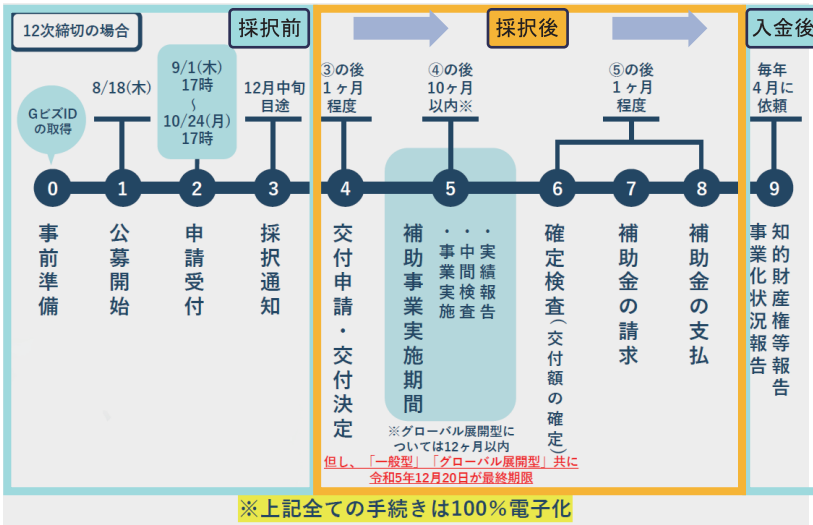 12次締切の場合
採択前
採択後
入金後
GビズID
の取得
8/18(木)
9/1(木)
17時
～
10/24(月)
17時
12月中旬
目途
③の後
1ヶ月
程度
④の後
10ヶ月
以内※
⑤の後
1ヶ月
程度
毎年
4月に
依頼
0
1
2
3
4
5
6
7
8
9
事前準備
公募開始
申請受付
採択通知
交付申請・交付決定
補助事業実施期間
・実績報告
・中間検査
・事業実施
確定検査(交付額の確定)
補助金の請求
補助金の支払
知的財産権等報告
事業化状況報告
※グローバル展開型に
ついては12ヶ月以内
但し、「一般型」「グローバル展開型」共に
令和5年12月20日が最終期限
※上記全ての手続きは100%電子化